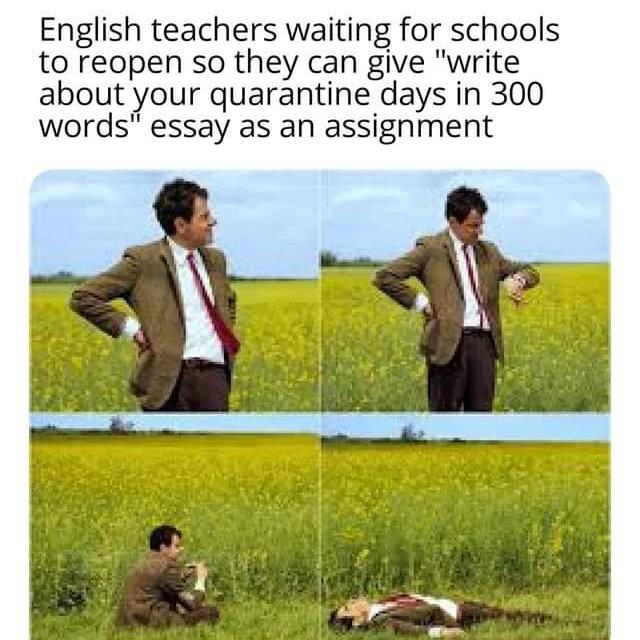 English teachers waiting for schools
to reopen so they can give "write
about your quarantine days in 300
words" essay as an assignment